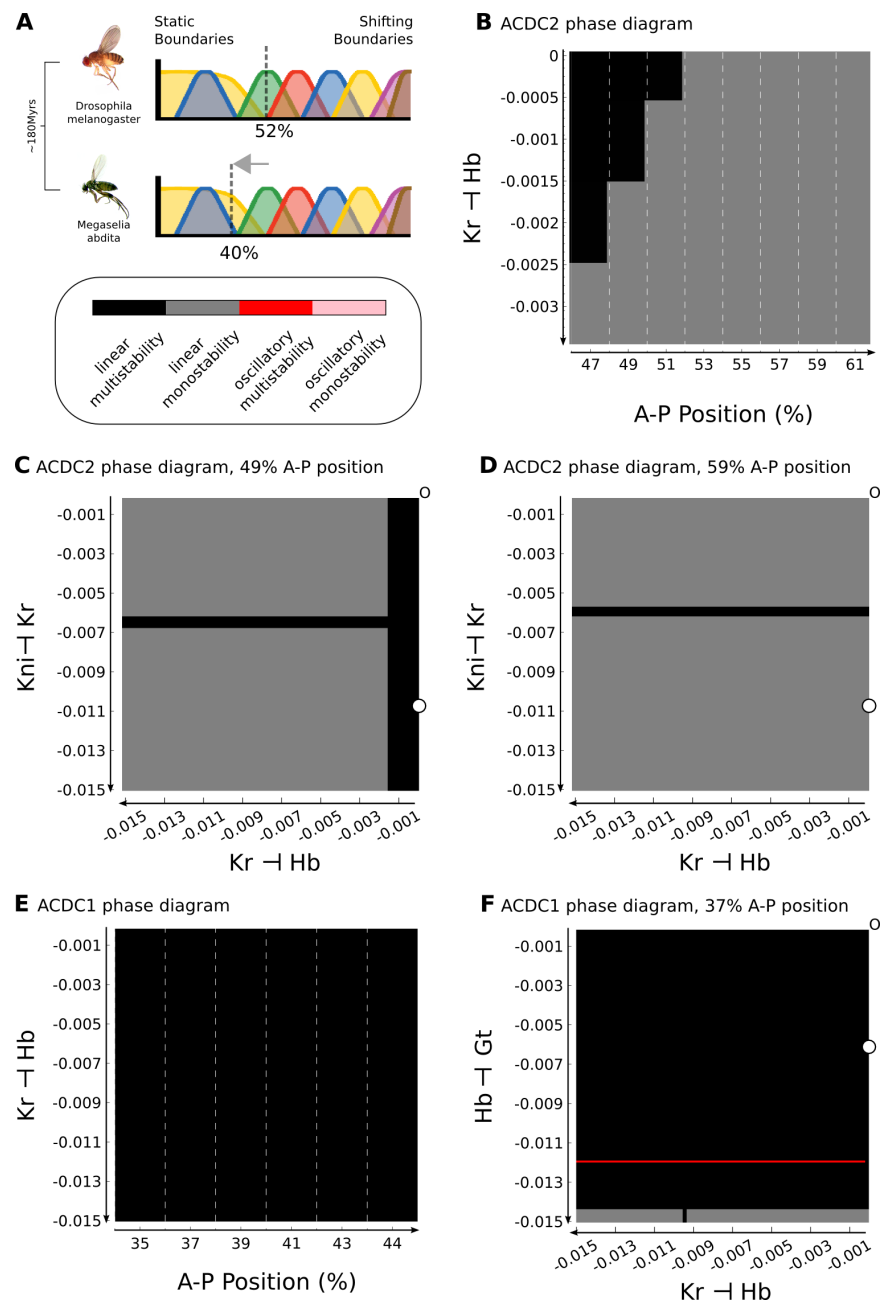 A
Static Boundaries
Shifting Boundaries
Drosophila
melanogaster
52%
~180Myrs
Megaselia
abdita
40%
linear
multistability
linear
monostability
oscillatory
multistability
oscillatory
monostability
B ACDC2 phase diagram
Kr ⊣ Hb
0
-0.0005
-0.001
-0.0015
-0.002
-0.0025
-0.003
47 49 51 53 54 56 57 59 61
A-P Position (%)
C ACDC2 phase diagram, 49% A-P position
O
Kni ⊣ Kr
-0.001
-0.003
-0.005
-0.007
-0.009
-0.011
-0.013
-0.015
-0.015 -0.013 -0.011 -0.009 -0.007 -0.005 -0.003 -0.001
Kr ⊣ Hb
D ACDC2 phase diagram, 59% A-P position
O
Kni ⊣ Kr
-0.001
-0.003
-0.005
-0.007
-0.009
-0.011
-0.013
-0.015
-0.015 -0.013 -0.011 -0.009 -0.007 -0.005 -0.003 -0.001
Kr ⊣ Hb
E ACDC1 phase diagram
Kr ⊣ Hb
-0.001
-0.003
-0.005
-0.007
-0.009
-0.011
-0.013
-0.015
35 37 39 41 42 44
A-P Position (%)
F ACDC1 phase diagram, 37% A-P position
O
Hb ⊣ Gt
-0.001
-0.003
-0.005
-0.007
-0.009
-0.011
-0.013
-0.015
-0.015 -0.013 -0.011 -0.009 -0.007 -0.005 -0.003 -0.001
Kr ⊣ Hb